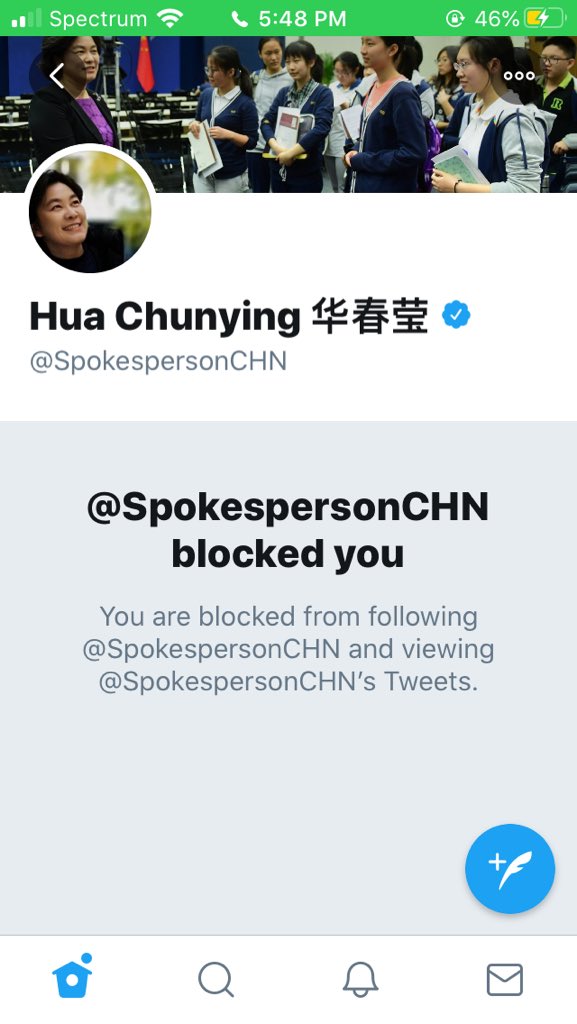 Spectrum 5:48 PM 46%
Hua Chunying 华春莹
@SpokespersonCHN
@SpokespersonCHN
blocked you
You are blocked from following
@SpokespersonCHN and viewing
@SpokespersonCHN’s Tweets.